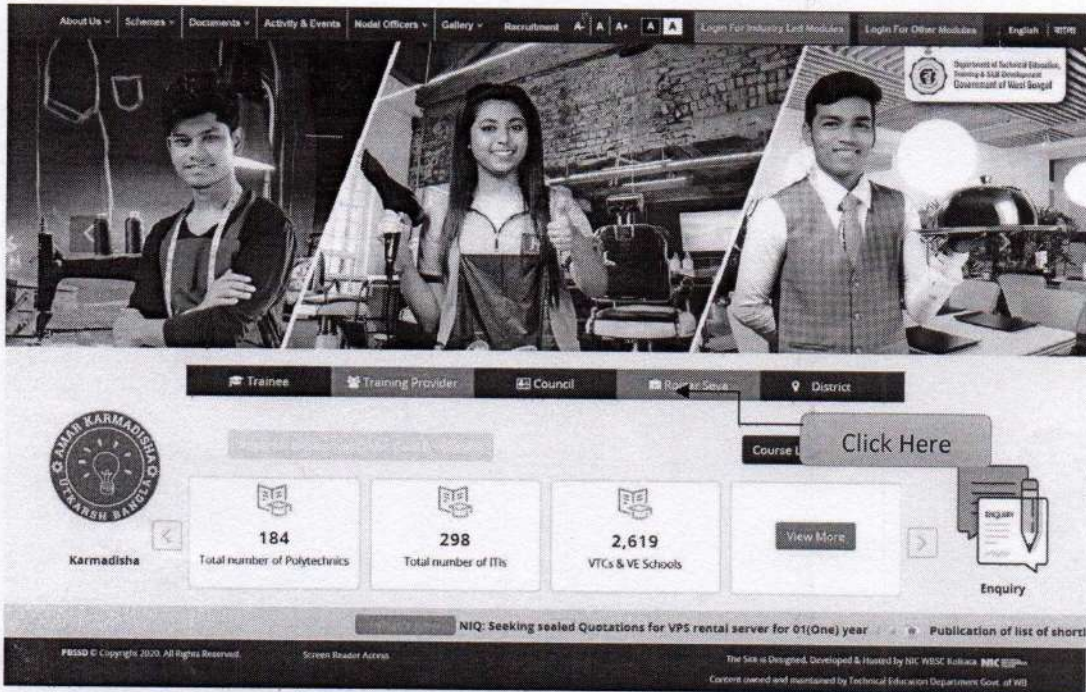 About Us Schemes Documents Activity & Events Nodal Officers Gallery Recruitment A- A A+ A A Login For Industry Led Modules Login For Other Modules English বাংলা
Department of Technical Education,
Training & Skill Development
Government of West Bengal
Trainee Training Provider Council District
Click Here
AMAR KARMADISHA
UTKARSH BANGLA
Karmadisha
Course
184
Total number of Polytechnics
298
Total number of ITIs
2,619
VTCs & VE Schools
View More
ENQUIRY
Enquiry
NIQ: Seeking sealed Quotations for VPS rental server for 01(One) year
Publication of list of shorti
PBSSD © Copyright 2020. All Rights Reserved. Screen Reader Access
The Site is Designed, Developed & Hosted by NIC WBSC Kolkata NIC
Content owned and maintained by Technical Education Department Govt. of WB